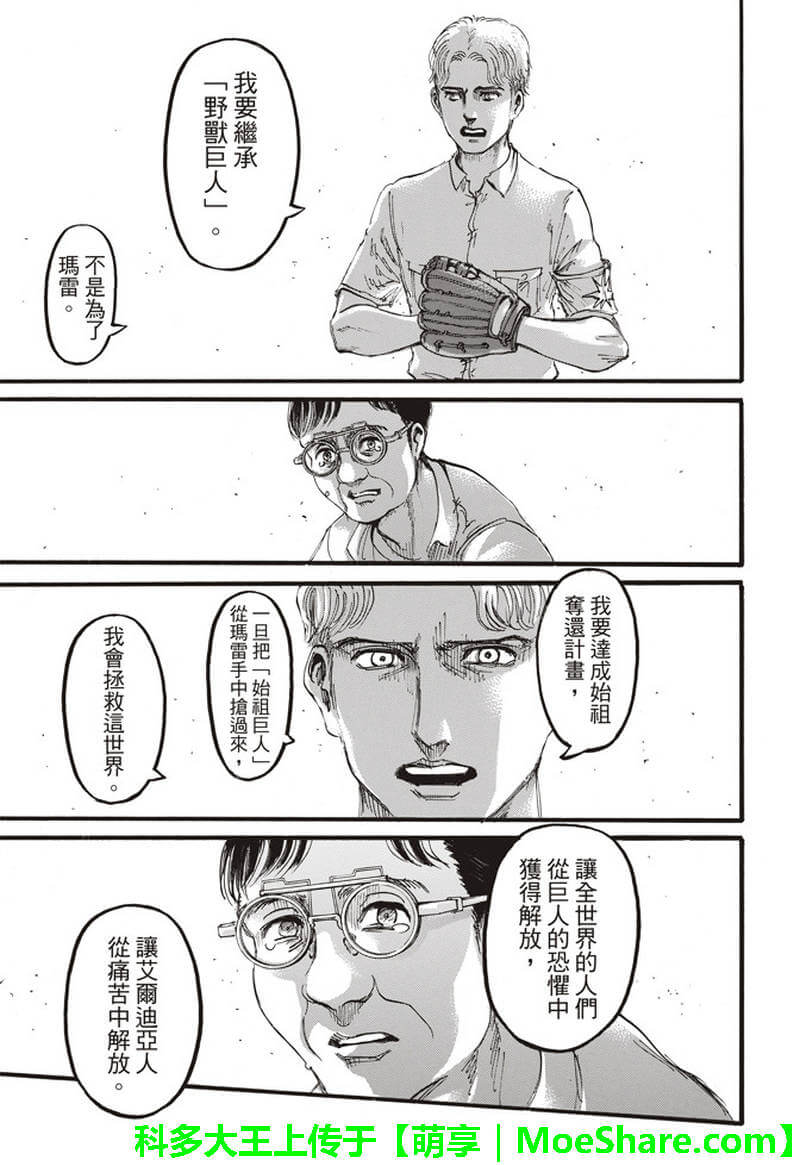 我要繼承
「野獸巨人」。
不是為了
瑪雷。
我要達成始祖
奪還計畫，
一旦把「始祖巨人」
從瑪雷手中搶過來，
我會拯救這世界。
讓全世界的人們
從巨人的恐懼中
獲得解放，
讓艾爾迪亞人
從痛苦中解放。
科多大王上传于【萌享|MoeShare.com】